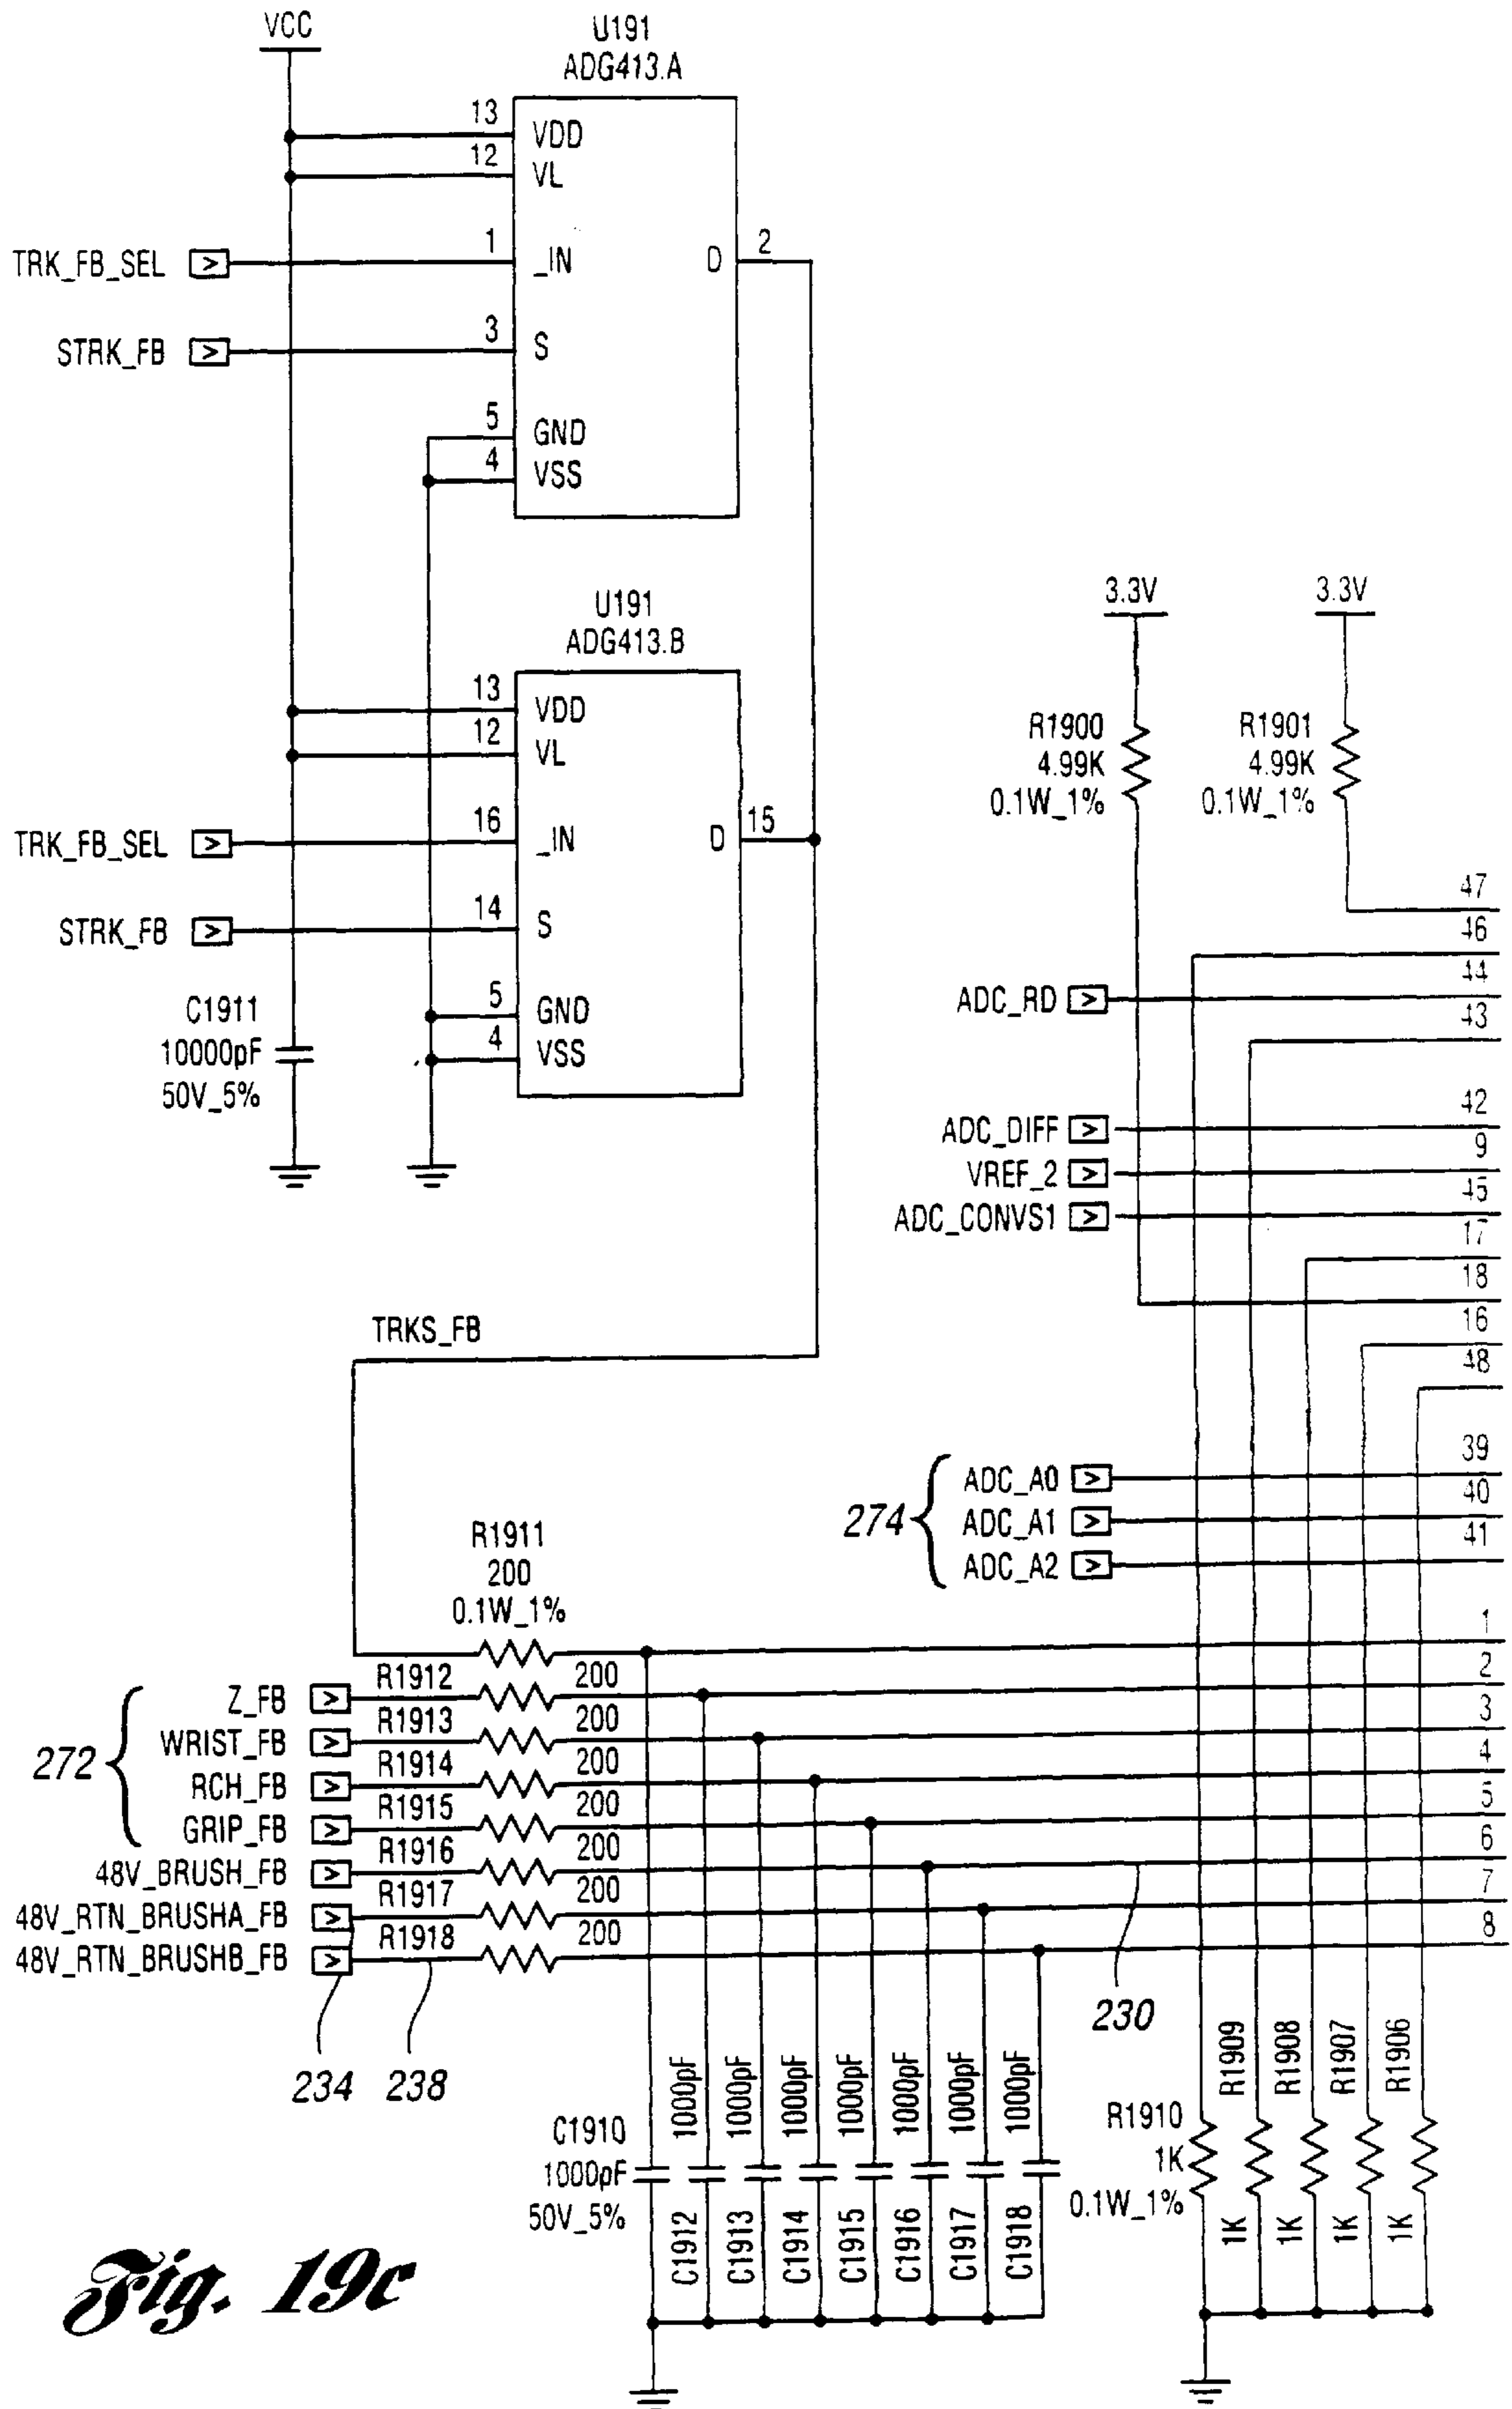 VCC
U191
ADG413.A
13
VDD
12
VL
TRK_FB_SEL
>
1
_IN
D
2
STRK_FB
>
3
S
5
GND
4
VSS
U191
ADG413.B
13
VDD
12
VL
TRK_FB_SEL
>
16
_IN
D
15
STRK_FB
>
14
S
5
GND
4
VSS
C1911
10000pF
50V_5%
TRKS_FB
3.3V
3.3V
R1900
4.99K
0.1W_1%
R1901
4.99K
0.1W_1%
47
46
ADC_RD
>
44
43
ADC_DIFF
>
42
VREF_2
>
9
ADC_CONVS1
>
45
17
18
16
48
274
ADC_A0
>
39
ADC_A1
>
40
ADC_A2
>
41
R1911
200
0.1W_1%
1
272
Z_FB
>
R1912
200
2
WRIST_FB
>
R1913
200
3
RCH_FB
>
R1914
200
4
GRIP_FB
>
R1915
200
5
48V_BRUSH_FB
>
R1916
200
6
48V_RTN_BRUSHA_FB
>
R1917
200
7
48V_RTN_BRUSHB_FB
>
R1918
200
8
234
238
230
C1910
1000pF
50V_5%
1000pF
C1912
1000pF
C1913
1000pF
C1914
1000pF
C1915
1000pF
C1916
1000pF
C1917
1000pF
C1918
R1910
1K
0.1W_1%
R1909
1K
R1908
1K
R1907
1K
R1906
1K
Fig. 19c